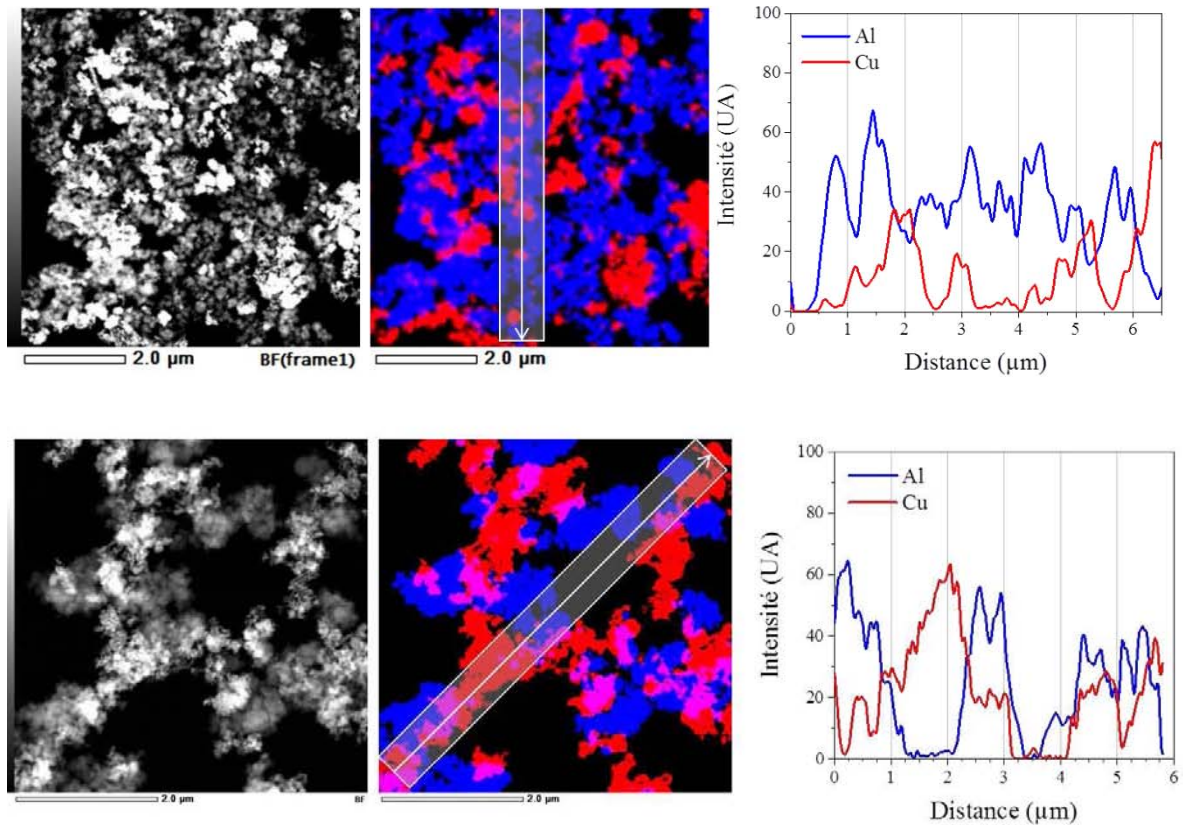 2.0 µm
BF(frame1)
2.0 µm
100
80
60
40
20
0
Intensité (UA)
Al
Cu
0 1 2 3 4 5 6
Distance (µm)
2.0 µm
BF
2.0 µm
100
80
60
40
20
0
Intensité (UA)
Al
Cu
0 1 2 3 4 5 6
Distance (µm)